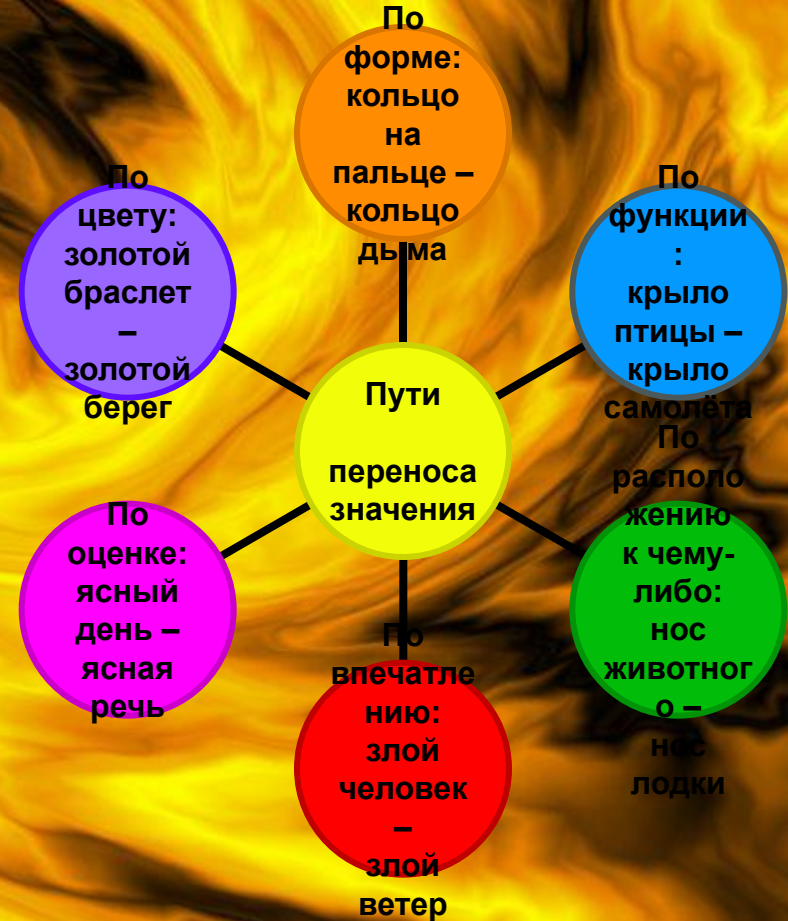 По
форме:
кольцо
на
пальце –
кольцо
дыма
По
функции
:
крыло
птицы –
крыло
самолёта
По
располо
жению
к чему-
либо:
нос
животног
о –
нос
лодки
По
впечатле
нию:
злой
человек
–
злой
ветер
По
оценке:
ясный
день –
ясная
речь
По
цвету:
золотой
браслет
–
золотой
берег
Пути
переноса
значения